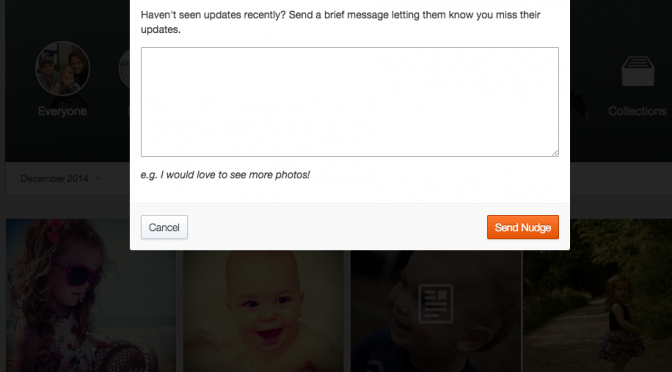 Haven't seen updates recently? Send a brief message letting them know you miss their
updates.
Everyone
Collections
e.g. I would love to see more photos!
December 2014
Cancel
Send Nudge